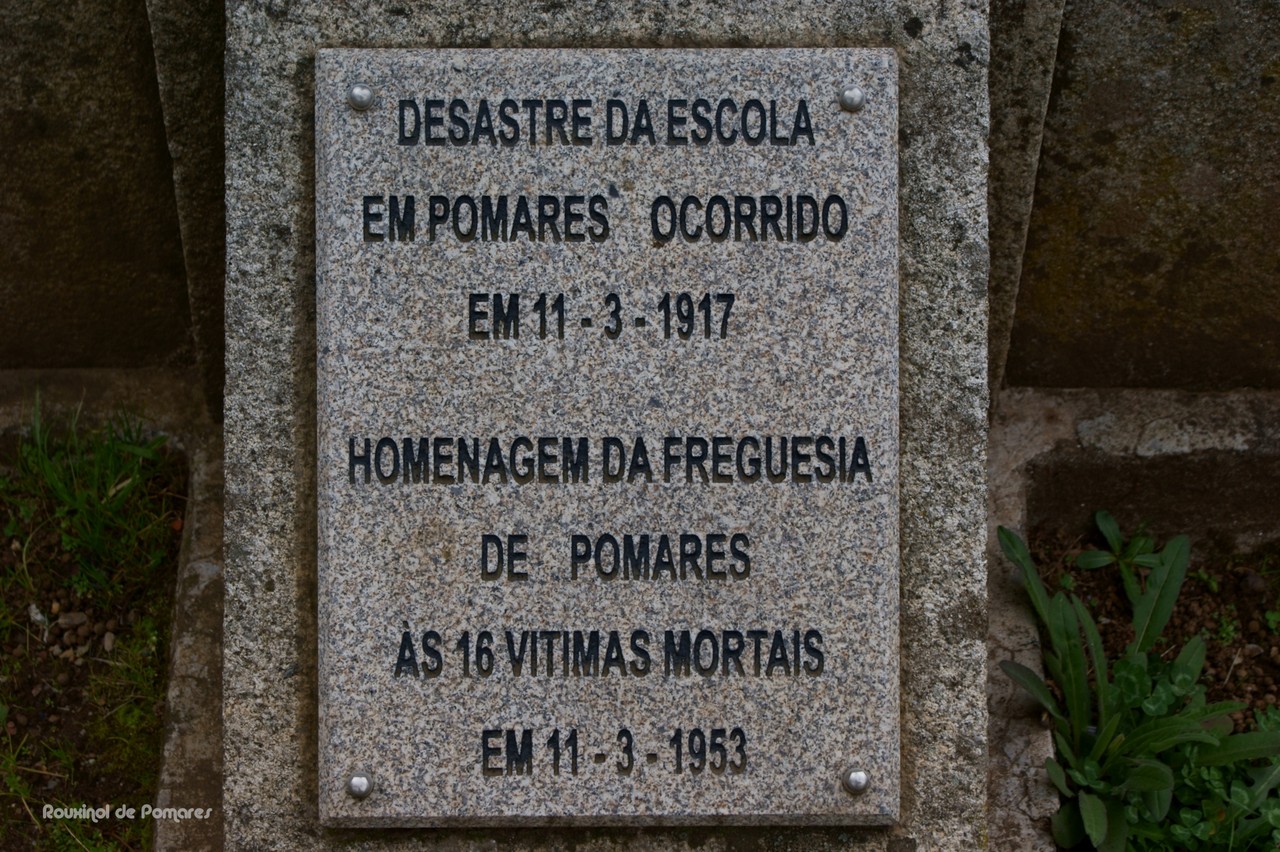 DESASTRE DA ESCOLA
EM POMARES OCORRIDO
EM 11 - 3 - 1917
HOMENAGEM DA FREGUESIA
DE POMARES
ÀS 16 VITIMAS MORTAIS
EM 11 - 3 - 1953
Rouxinol de Pomares